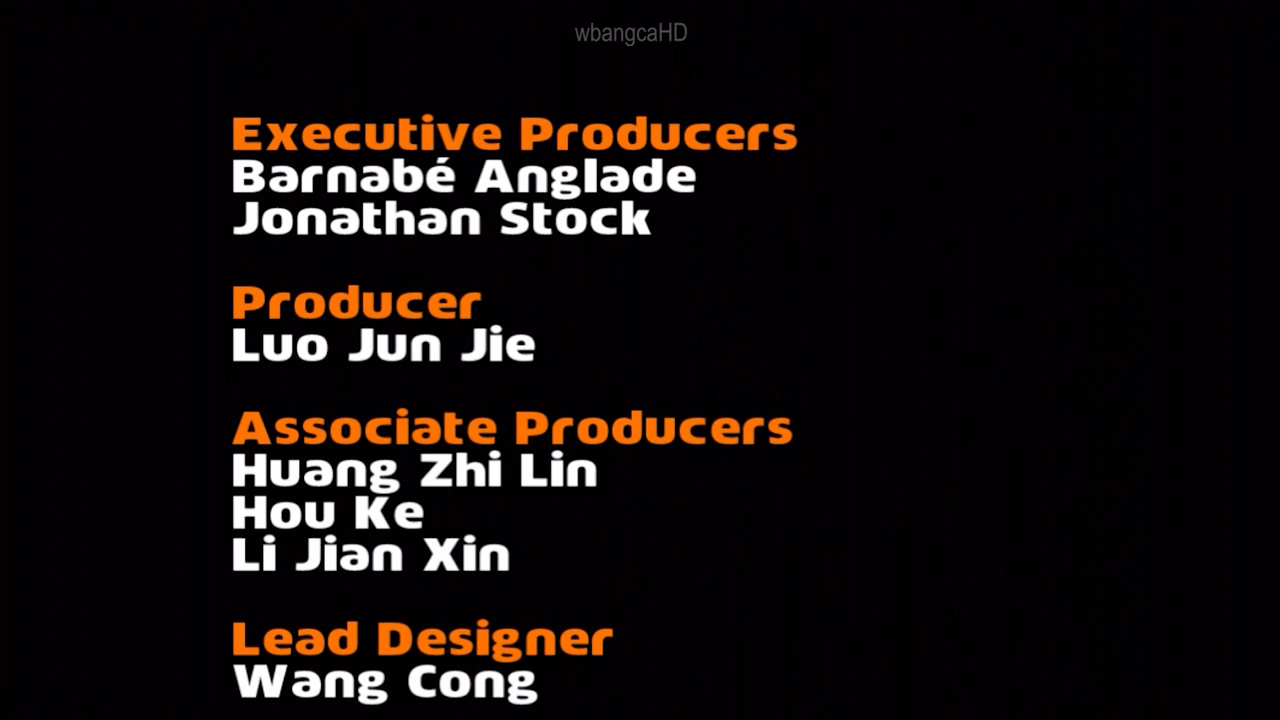 wbangcaHD
Executive Producers
Barnabé Anglade
Jonathan Stock
Producer
Luo Jun Jie
Associate Producers
Huang Zhi Lin
Hou Ke
Li Jian Xin
Lead Designer
Wang Cong